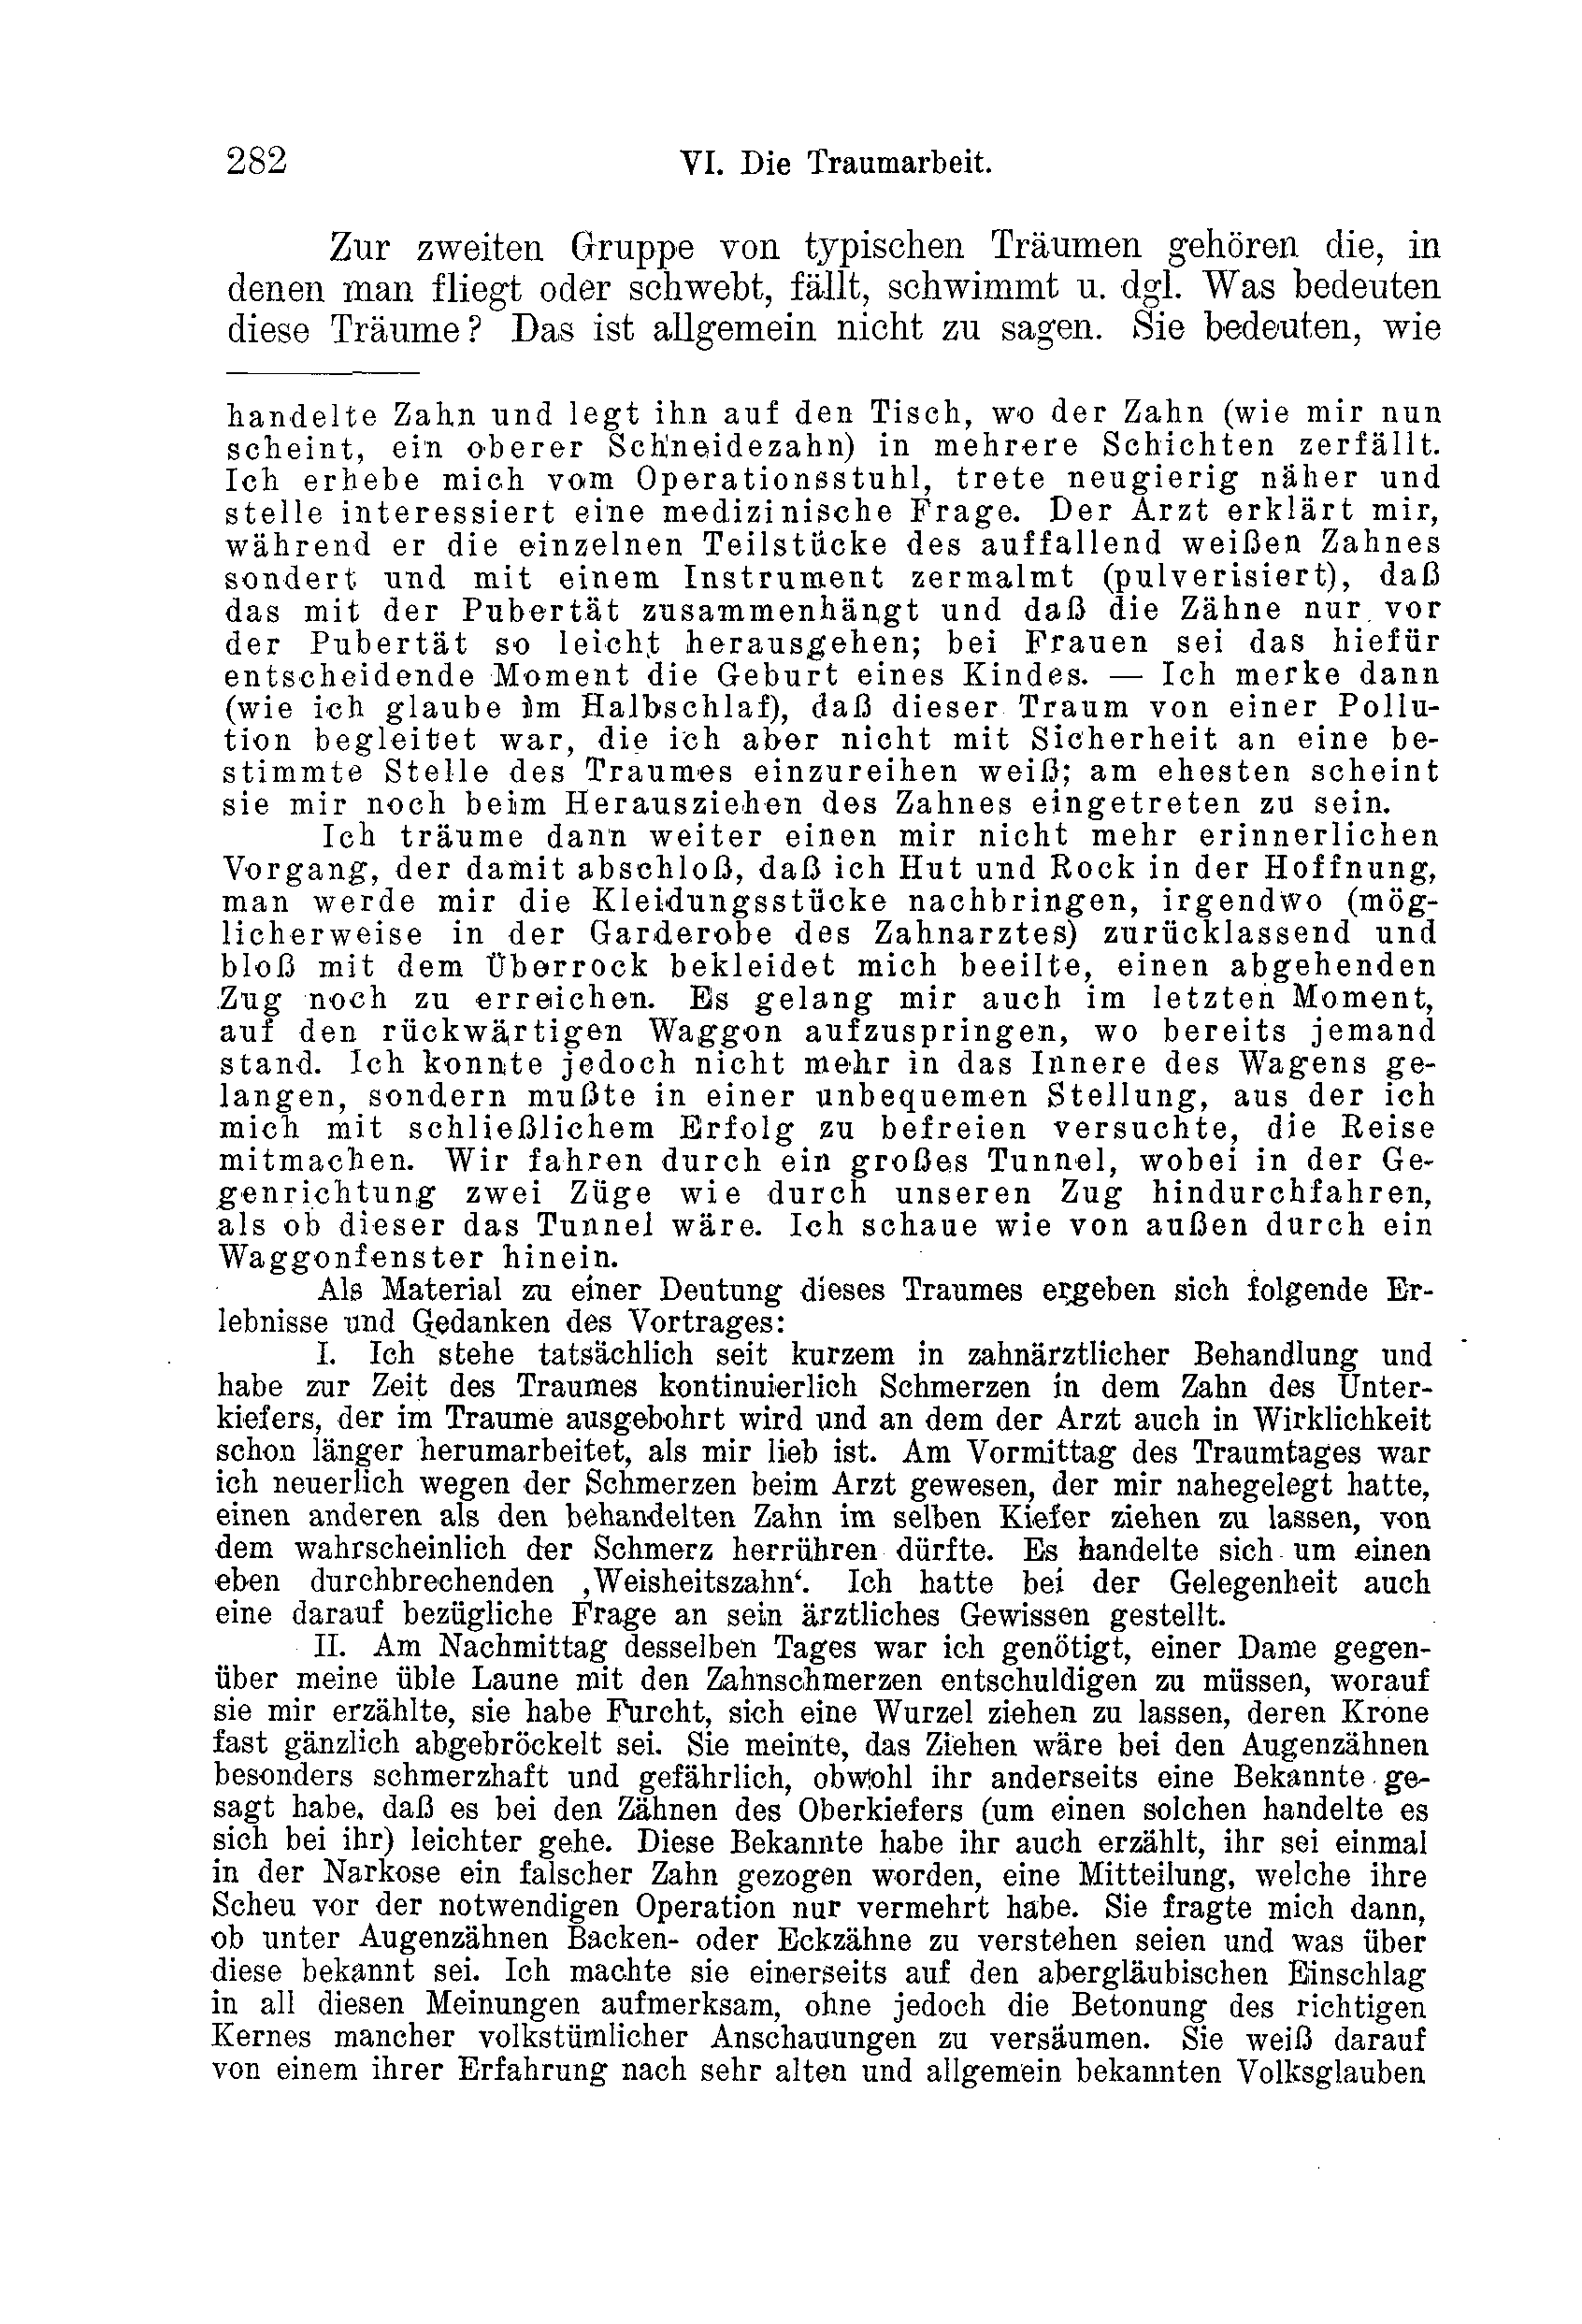 282
VI. Die Traumarbeit.
Zur zweiten Gruppe von typischen Träumen gehören die, in
denen man fliegt oder schwebt, fällt, schwimmt u. dgl. Was bedeuten
diese Träume? Das ist allgemein nicht zu sagen. Sie bedeuten, wie
handelte Zahn und legt ihn auf den Tisch, wo der Zahn (wie mir nun
scheint, ein oberer Schneidezahn) in mehrere Schichten zerfällt.
Ich erhebe mich vom Operationsstuhl, trete neugierig näher und
stelle interessiert eine medizinische Frage. Der Arzt erklärt mir,
während er die einzelnen Teilstücke des auffallend weißen Zahnes
sondert und mit einem Instrument zermalmt (pulverisiert), daß
das mit der Pubertät zusammenhängt und daß die Zähne nur vor
der Pubertät so leicht herausgehen; bei Frauen sei das hiefür
entscheidende Moment die Geburt eines Kindes. — Ich merke dann
(wie ich glaube im Halbschlaf), daß dieser Traum von einer Pollu-
tion begleitet war, die ich aber nicht mit Sicherheit an eine be-
stimmte Stelle des Traumes einzureihen weiß; am ehesten scheint
sie mir noch beim Herausziehen des Zahnes eingetreten zu sein.
Ich träume dann weiter einen mir nicht mehr erinnerlichen
Vorgang, der damit abschloß, daß ich Hut und Rock in der Hoffnung,
man werde mir die Kleidungsstücke nachbringen, irgendwo (mög-
licherweise in der Garderobe des Zahnarztes) zurücklassend und
bloß mit dem Überrock bekleidet mich beeilte, einen abgehenden
Zug noch zu erreichen. Es gelang mir auch im letzten Moment,
auf den rückwärtigen Waggon aufzuspringen, wo bereits jemand
stand. Ich konnte jedoch nicht mehr in das Innere des Wagens ge-
langen, sondern mußte in einer unbequemen Stellung, aus der ich
mich mit schließlichem Erfolg zu befreien versuchte, die Reise
mitmachen. Wir fahren durch ein großes Tunnel, wobei in der Ge-
genrichtung zwei Züge wie durch unseren Zug hindurchfahren,
als ob dieser das Tunnel wäre. Ich schaue wie von außen durch ein
Waggonfenster hinein.
Als Material zu einer Deutung dieses Traumes ergeben sich folgende Er-
lebnisse und Gedanken des Vortrages:
I. Ich stehe tatsächlich seit kurzem in zahnärztlicher Behandlung und
habe zur Zeit des Traumes kontinuierlich Schmerzen in dem Zahn des Unter-
kiefers, der im Traume ausgebohrt wird und an dem der Arzt auch in Wirklichkeit
schon länger herumarbeitet, als mir lieb ist. Am Vormittag des Traumtages war
ich neuerlich wegen der Schmerzen beim Arzt gewesen, der mir nahegelegt hatte,
einen anderen als den behandelten Zahn im selben Kiefer ziehen zu lassen, von
dem wahrscheinlich der Schmerz herrühren dürfte. Es handelte sich um einen
eben durchbrechenden ‚Weisheitszahn‘. Ich hatte bei der Gelegenheit auch
eine darauf bezügliche Frage an sein ärztliches Gewissen gestellt.
II. Am Nachmittag desselben Tages war ich genötigt, einer Dame gegen-
über meine üble Laune mit den Zahnschmerzen entschuldigen zu müssen, worauf
sie mir erzählte, sie habe Furcht, sich eine Wurzel ziehen zu lassen, deren Krone
fast gänzlich abgebröckelt sei. Sie meinte, das Ziehen wäre bei den Augenzähnen
besonders schmerzhaft und gefährlich, obwohl ihr anderseits eine Bekannte ge-
sagt habe, daß es bei den Zähnen des Oberkiefers (um einen solchen handelte es
sich bei ihr) leichter gehe. Diese Bekannte habe ihr auch erzählt, ihr sei einmal
in der Narkose ein falscher Zahn gezogen worden, eine Mitteilung, welche ihre
Scheu vor der notwendigen Operation nur vermehrt habe. Sie fragte mich dann,
ob unter Augenzähnen Backen- oder Eckzähne zu verstehen seien und was über
diese bekannt sei. Ich machte sie einerseits auf den abergläubischen Einschlag
in all diesen Meinungen aufmerksam, ohne jedoch die Betonung des richtigen
Kernes mancher volkstümlicher Anschauungen zu versäumen. Sie weiß darauf
von einem ihrer Erfahrung nach sehr alten und allgemein bekannten Volksglauben